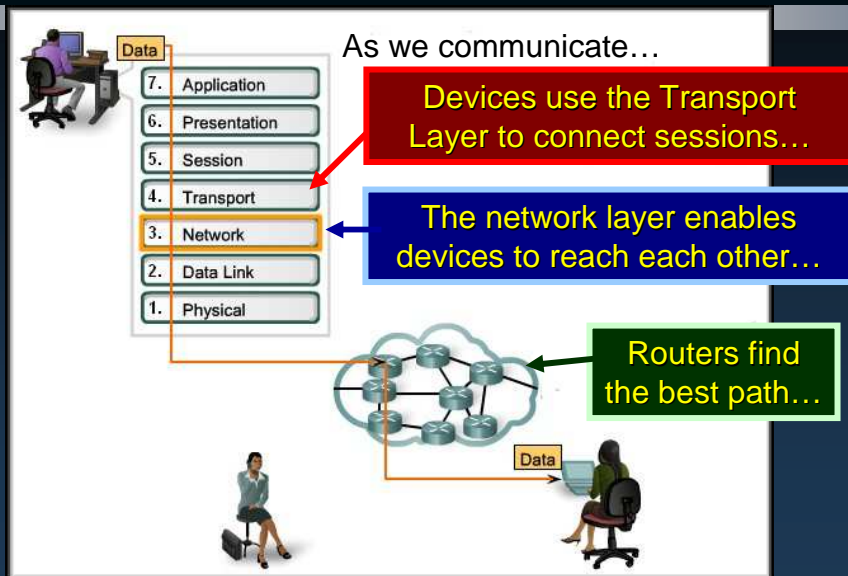 As we communicate…
Data
7. Application
6. Presentation
5. Session
4. Transport
3. Network
2. Data Link
1. Physical
Devices use the Transport
Layer to connect sessions…
The network layer enables
devices to reach each other…
Routers find
the best path…
Data